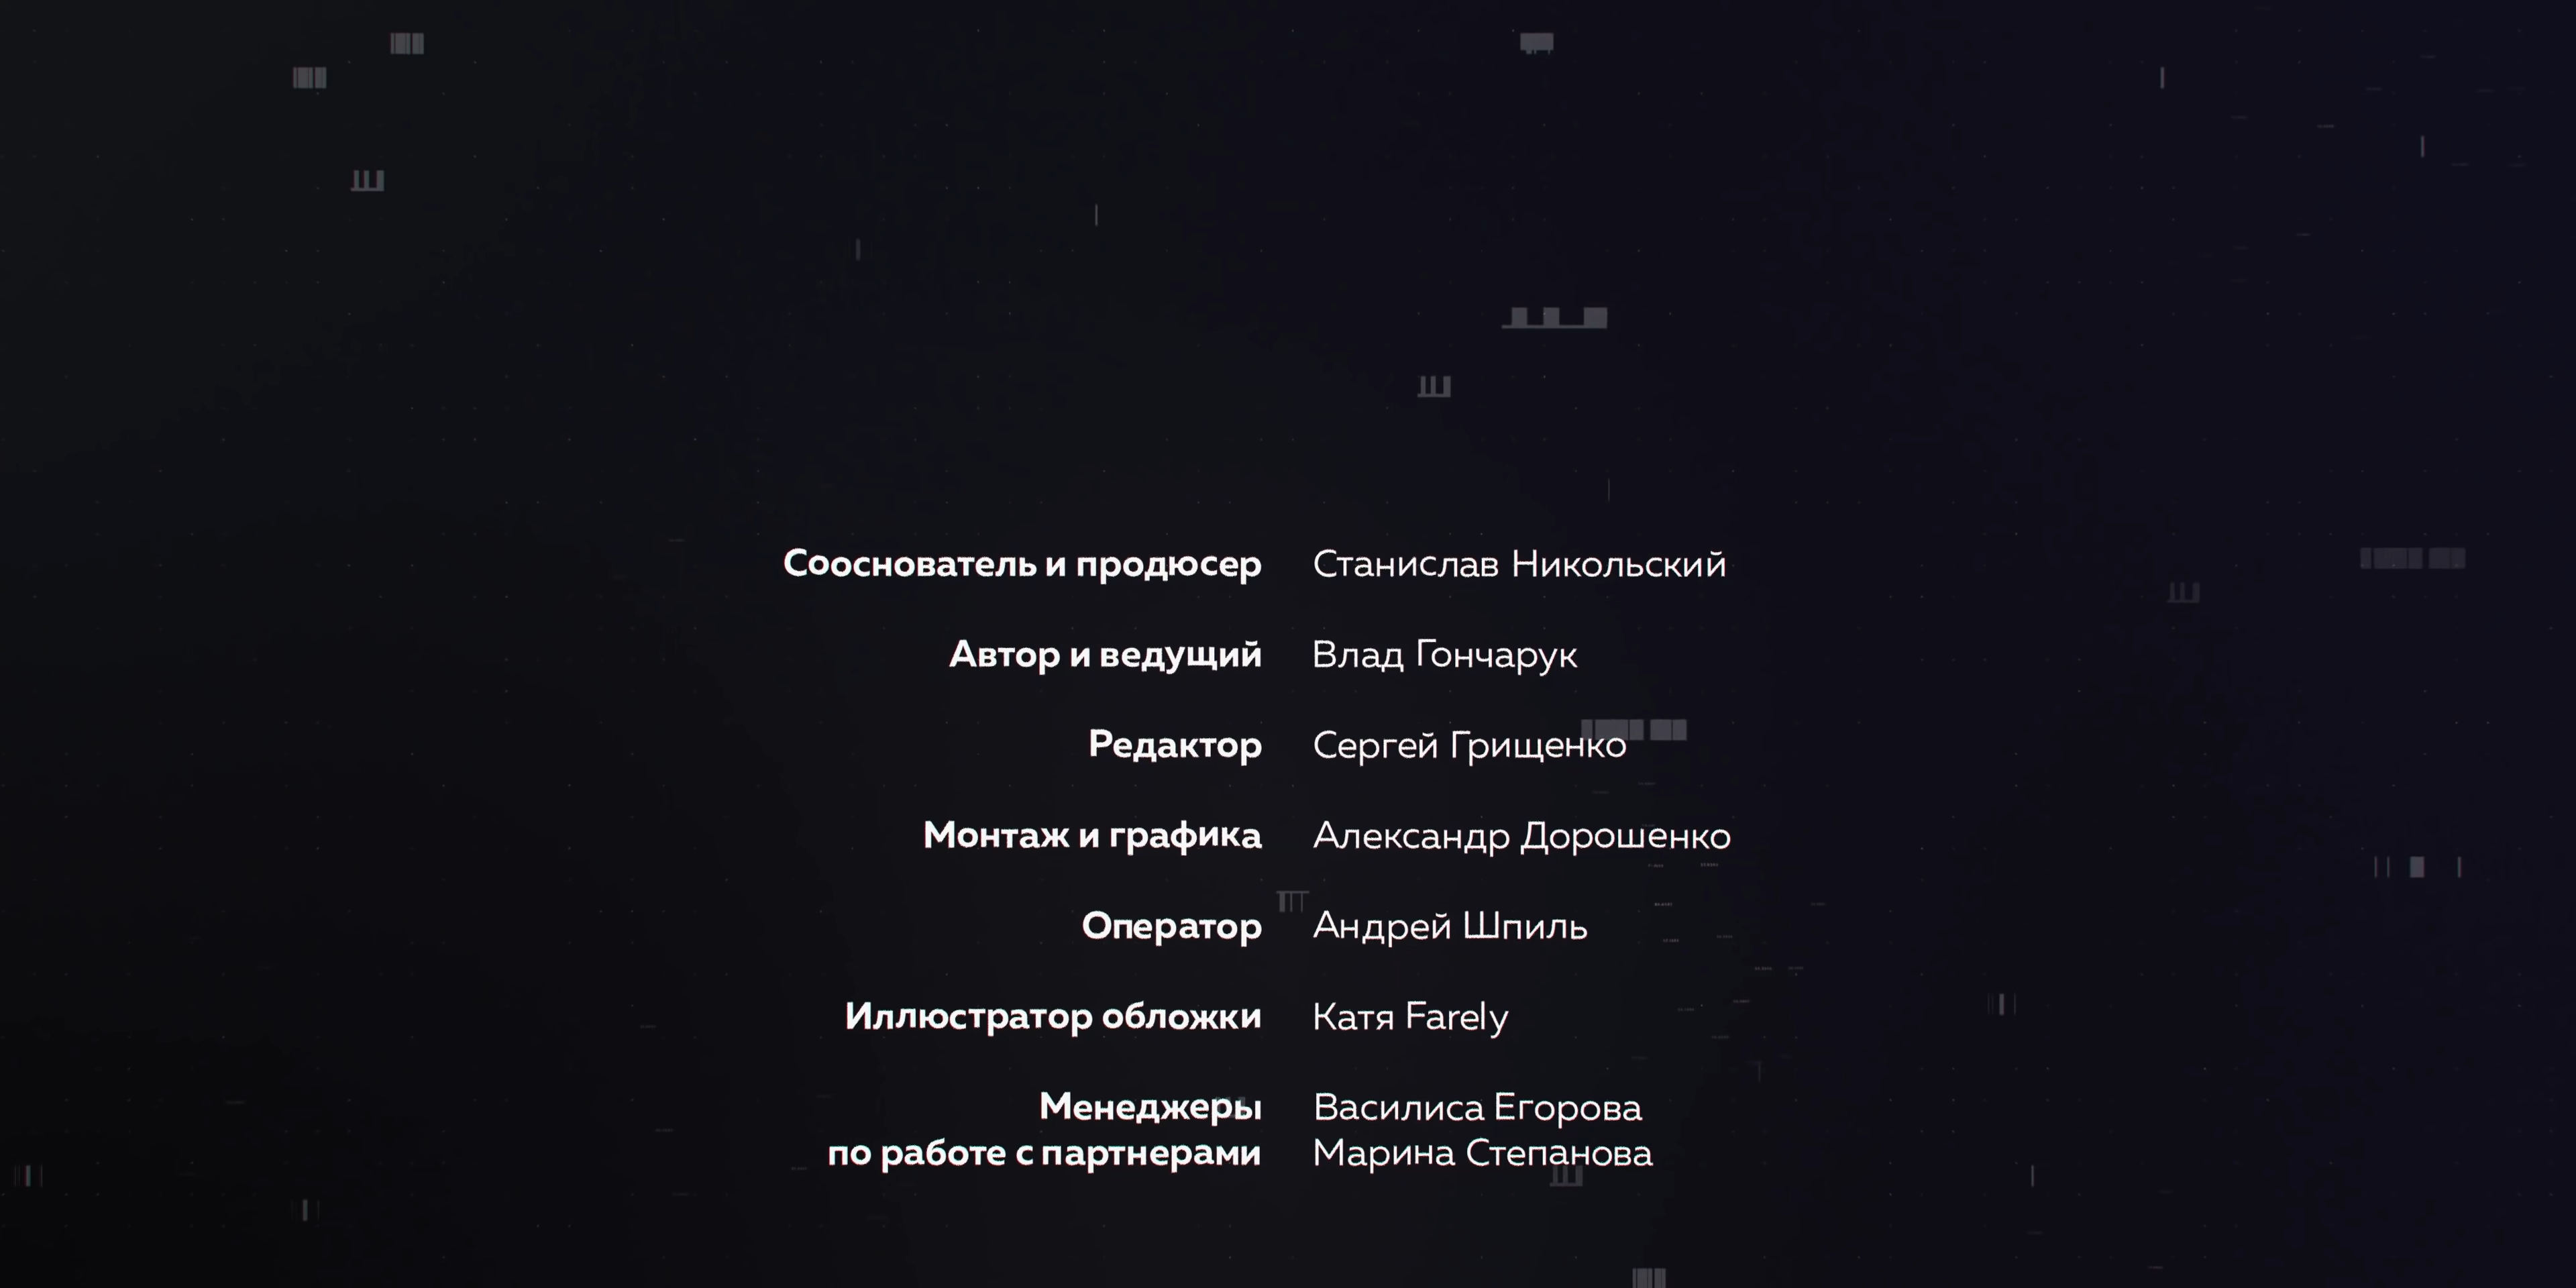 Сооснователь и продюсер Станислав Никольский
Автор и ведущий Влад Гончарук
Редактор Сергей Грищенко
Монтаж и графика Александр Дорошенко
Оператор Андрей Шпиль
Иллюстратор обложки Катя Farely
Менеджеры Василиса Егорова
по работе с партнерами Марина Степанова